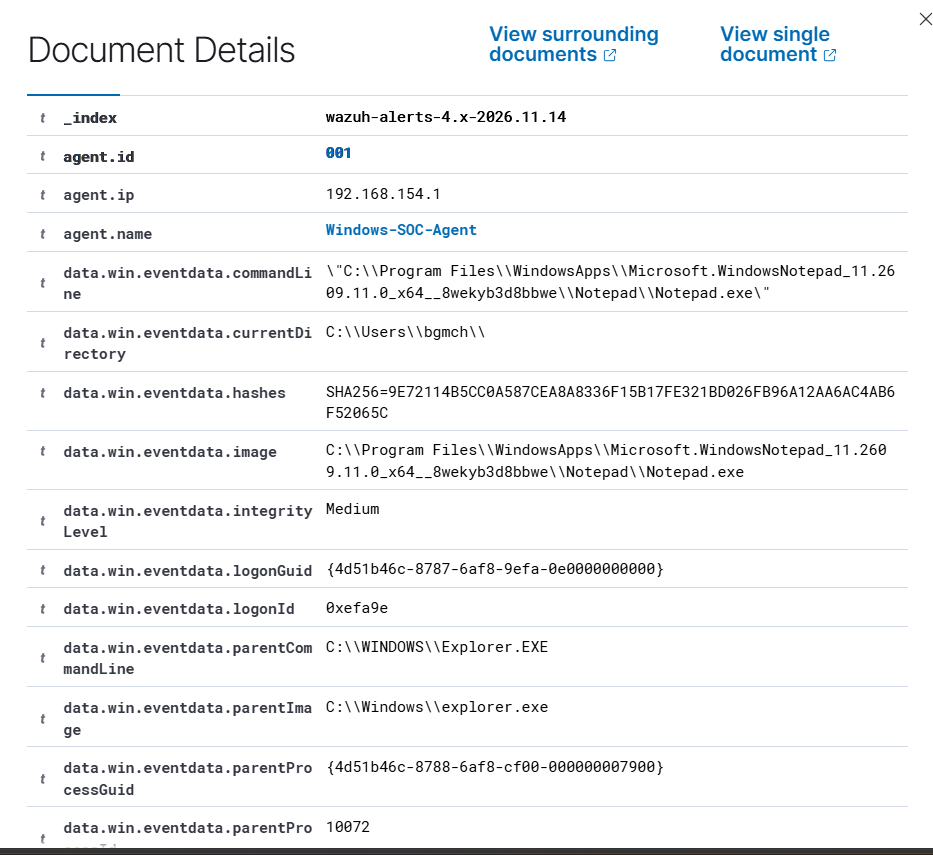 Document Details
View surrounding
documents
View single
document
t _index wazuh-alerts-4.x-2026.11.14
t agent.id 001
t agent.ip 192.168.154.1
t agent.name Windows-SOC-Agent
t data.win.eventdata.commandLi
ne
\"C:\\Program Files\\WindowsApps\\Microsoft.WindowsNotepad_11.26
09.11.0_x64__8wekyb3d8bbwe\\Notepad\\Notepad.exe\"
t data.win.eventdata.currentDi
rectory
C:\\Users\\bgmch\\
t data.win.eventdata.hashes
SHA256=9E72114B5CC0A587CEA8A8336F15B17FE321BD026FB96A12AA6AC4AB6
F52065C
t data.win.eventdata.image
C:\\Program Files\\WindowsApps\\Microsoft.WindowsNotepad_11.260
9.11.0_x64__8wekyb3d8bbwe\\Notepad\\Notepad.exe
t data.win.eventdata.integrity
Level
Medium
t data.win.eventdata.logonGuid {4d51b46c-8787-6af8-9efa-0e0000000000}
t data.win.eventdata.logonId 0xefa9e
t data.win.eventdata.parentCom
mandLine
C:\\WINDOWS\\Explorer.EXE
t data.win.eventdata.parentIma
ge
C:\\Windows\\explorer.exe
t data.win.eventdata.parentPro
cessGuid
{4d51b46c-8788-6af8-cf00-000000007900}
t data.win.eventdata.parentPro
10072